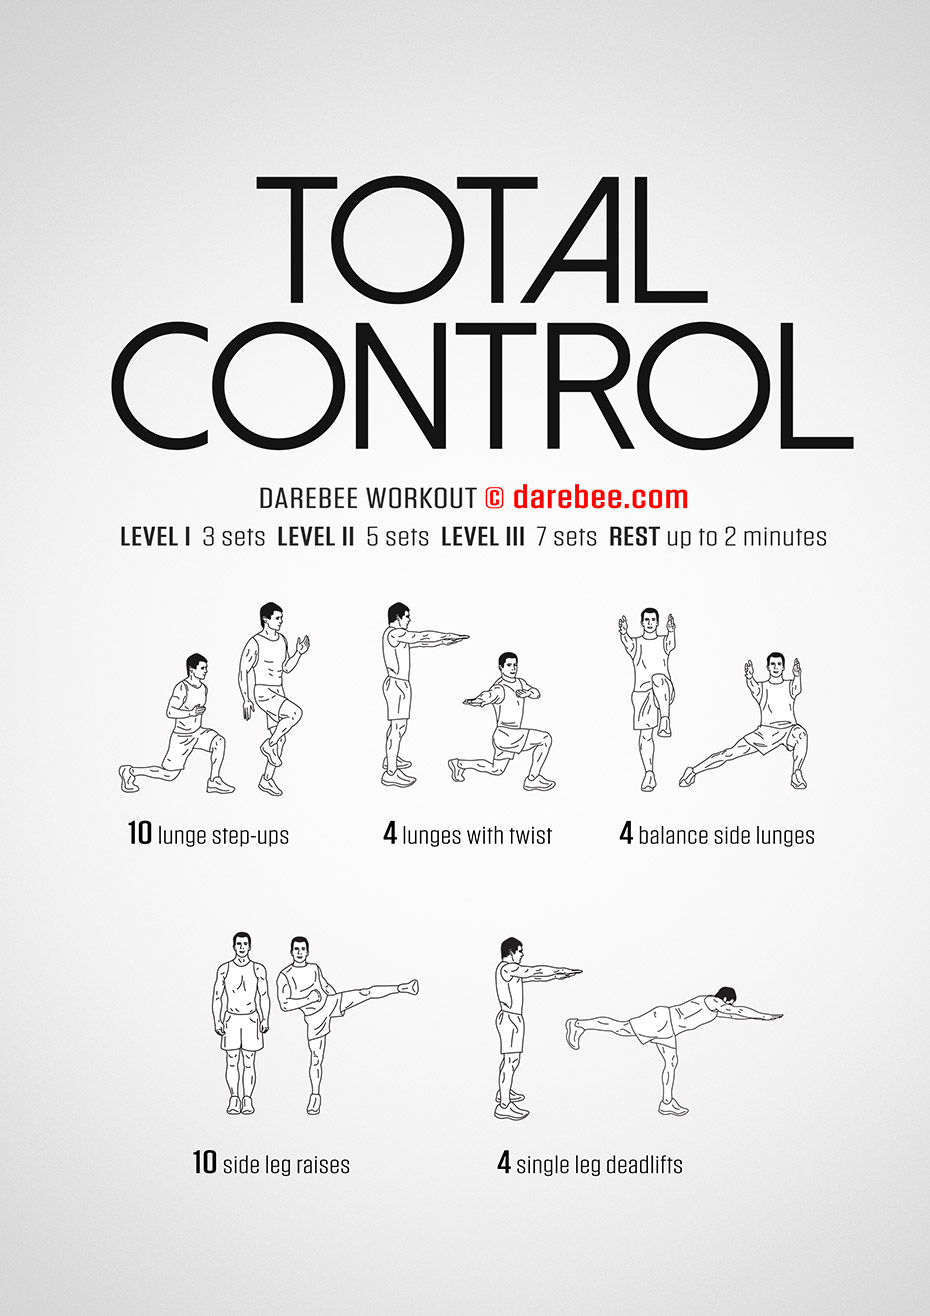 TOTAL
CONTROL
DAREBEE WORKOUT © darebee.com
LEVEL I 3 sets LEVEL II 5 sets LEVEL III 7 sets REST up to 2 minutes
10 lunge step-ups
4 lunges with twist
4 balance side lunges
10 side leg raises
4 single leg deadlifts